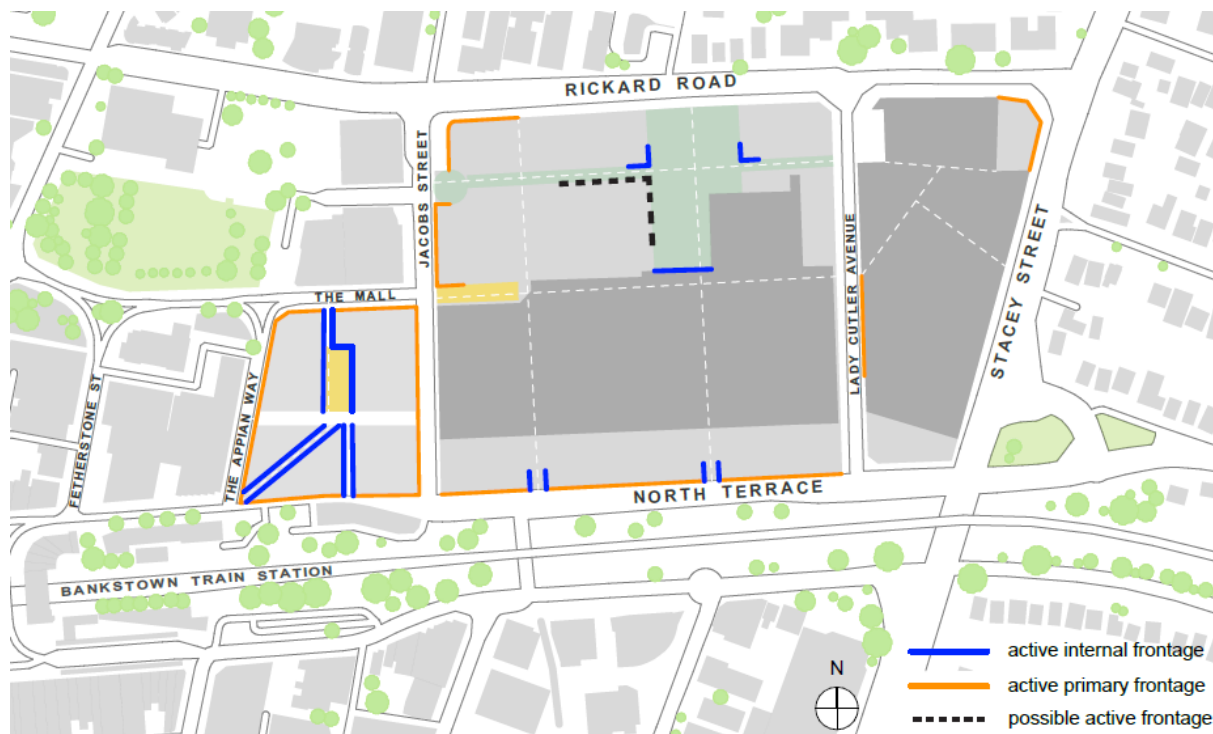 RICKARD ROAD
JACOBS STREET
LADY CUTLER AVENUE
STACEY STREET
THE MALL
FETHERSTONE ST
THE APPIAN WAY
NORTH TERRACE
BANKSTOWN TRAIN STATION
N
active internal frontage
active primary frontage
possible active frontage